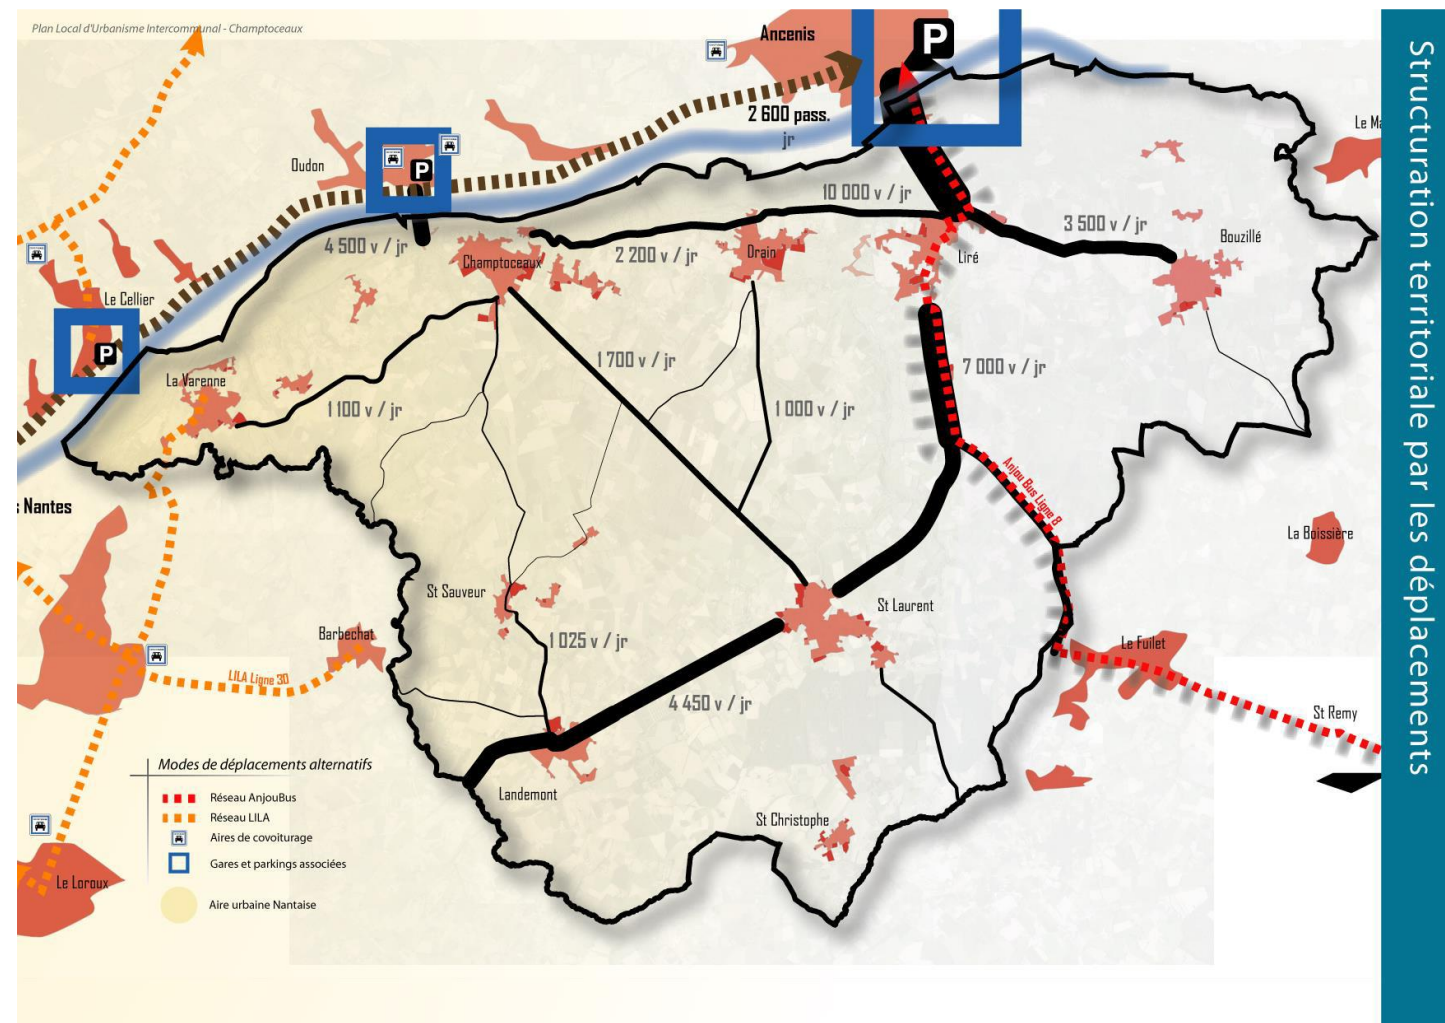 Plan Local d'Urbanisme Intercommunal - Champtoceaux
Structuration territoriale par les déplacements
Ancenis
P
2 600 pass.
jr
Le Ma
Oudon
P
10 000 v / jr
3 500 v / jr
Bouzillé
4 500 v / jr
Champtoceaux
2 200 v / jr
Drain
Liré
Le Cellier
P
La Varenne
1 100 v / jr
1 700 v / jr
1 000 v / jr
7 000 v / jr
Anjou Bus Ligne 8
Nantes
La Boissière
St Sauveur
St Laurent
Barbechat
1 025 v / jr
Le Fuilet
LILA Ligne 30
4 450 v / jr
St Remy
Modes de déplacements alternatifs
Réseau AnjouBus
Réseau LILA
Aires de covoiturage
Gares et parkings associées
Aire urbaine Nantaise
Landemont
St Christophe
Le Loroux